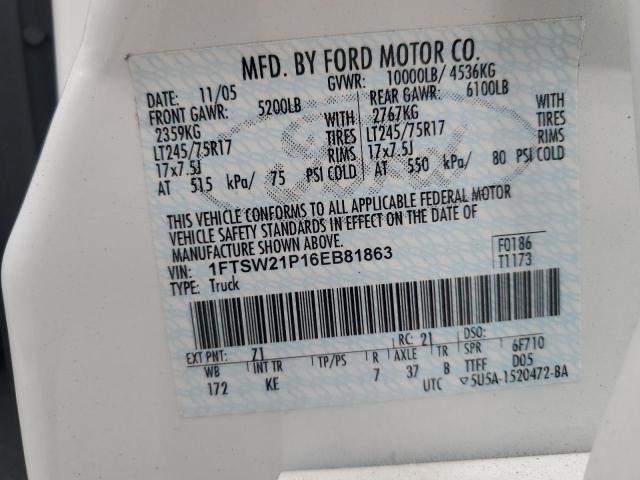 MFD. BY FORD MOTOR CO.
DATE: 11/05 GVWR: 10000LB/ 4536KG
FRONT GAWR: 5200LB REAR GAWR: 6100LB
2359KG WITH 2767KG WITH
LT245/75R17 TIRES LT245/75R17 TIRES
17x7.5J RIMS 17x7.5J RIMS
AT 515 kPa/ 75 PSI COLD AT 550 kPa/ 80 PSI COLD
THIS VEHICLE CONFORMS TO ALL APPLICABLE FEDERAL MOTOR
VEHICLE SAFETY STANDARDS IN EFFECT ON THE DATE OF
MANUFACTURE SHOWN ABOVE.
VIN: 1FTSW21P16EB81863 F0186
TYPE: Truck T1173
EXT PNT: Z1 RC: 21 DSO:
WB INT TR TP/PS R AXLE TR SPR 6F710
172 KE 7 37 B TTFF D05
UTC ▽5U5A-1520472-BA